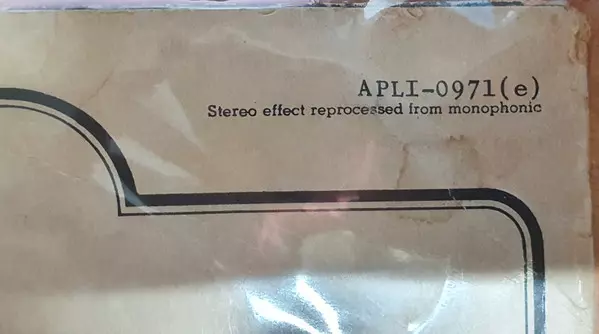 APLI-0971(e)
Stereo effect reprocessed from monophonic